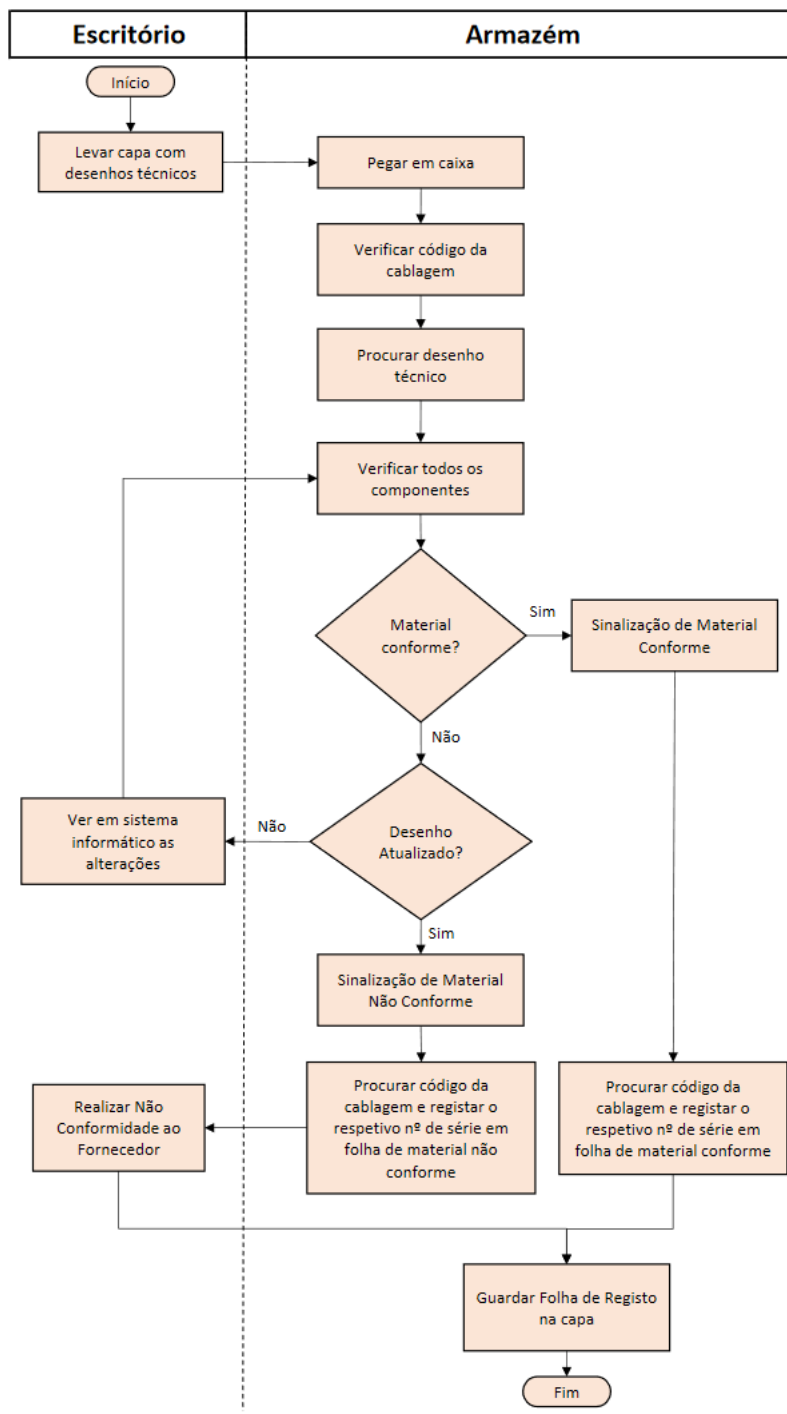 Escritório
Armazém
Início
Levar capa com
desenhos técnicos
Pegar em caixa
Verificar código da
cablagem
Procurar desenho
técnico
Verificar todos os
componentes
Material
conforme?
Sim
Sinalização de Material
Conforme
Não
Desenho
Atualizado?
Não
Ver em sistema
informático as
alterações
Sim
Sinalização de Material
Não Conforme
Procurar código da
cablagem e registar o
respetivo nº de série em
folha de material não
conforme
Realizar Não
Conformidade ao
Fornecedor
Procurar código da
cablagem e registar o
respetivo nº de série em
folha de material conforme
Guardar Folha de Registo
na capa
Fim